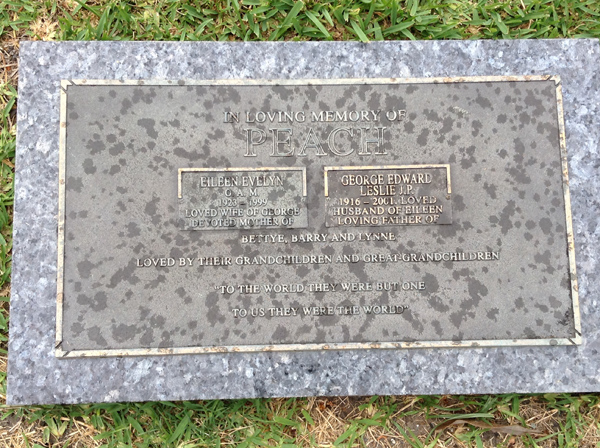 IN LOVING MEMORY OF
PEACH
EILEEN EVELYN
O. A. M.
1923 – 1999
LOVED WIFE OF GEORGE
DEVOTED MOTHER OF
GEORGE EDWARD
LESLIE J.P.
1916 – 2001. LOVED
HUSBAND OF EILEEN
LOVING FATHER OF
BETTYE, BARRY AND LYNNE
LOVED BY THEIR GRANDCHILDREN AND GREAT-GRANDCHILDREN
"TO THE WORLD THEY WERE BUT ONE
TO US THEY WERE THE WORLD"